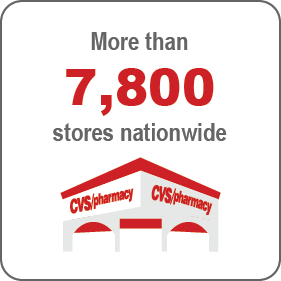 More than
7,800
stores nationwide
CVS/pharmacy CVS/pharmacy